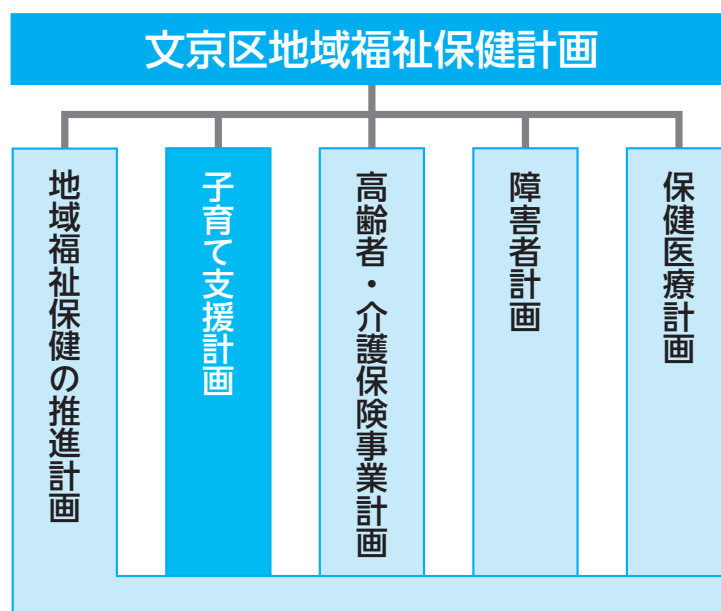 文京区地域福祉保健計画
地域福祉保健の推進計画
子育て支援計画
高齢者・介護保険事業計画
障害者計画
保健医療計画